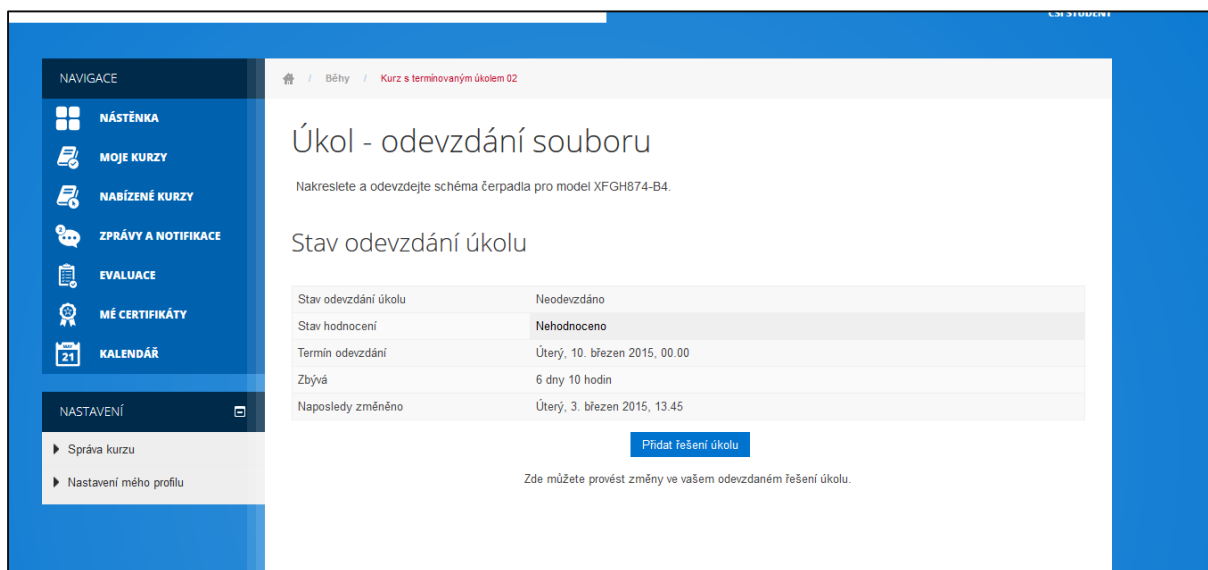 ČSI STUDENT
NAVIGACE
NÁSTĚNKA
MOJE KURZY
NABÍZENÉ KURZY
2
ZPRÁVY A NOTIFIKACE
EVALUACE
MÉ CERTIFIKÁTY
21
KALENDÁŘ
NASTAVENÍ
Správa kurzu
Nastavení mého profilu
/ Běhy / Kurz s termínovaným úkolem 02
Úkol - odevzdání souboru
Nakreslete a odevzdejte schéma čerpadla pro model XFGH874-B4.
Stav odevzdání úkolu
Stav odevzdání úkolu Neodevzdáno
Stav hodnocení Nehodnoceno
Termín odevzdání Úterý, 10. březen 2015, 00.00
Zbývá 6 dny 10 hodin
Naposledy změněno Úterý, 3. březen 2015, 13.45
Přidat řešení úkolu
Zde můžete provést změny ve vašem odevzdaném řešení úkolu.